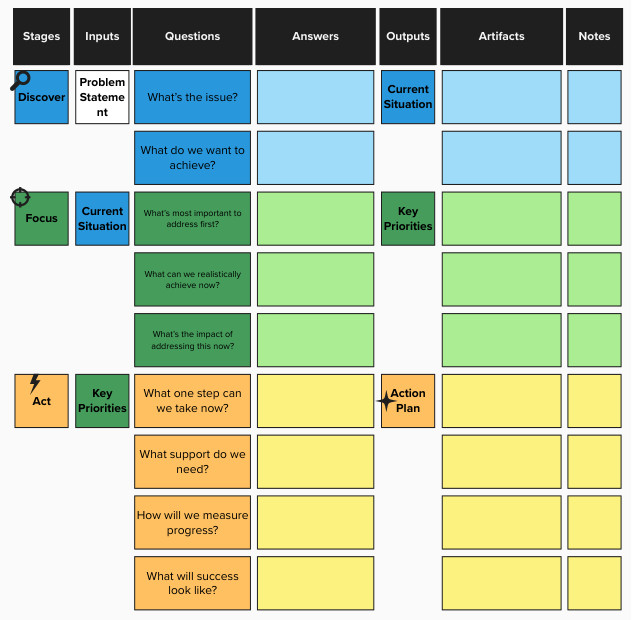 Stages Inputs Questions Answers Outputs Artifacts Notes
Discover
Problem
Stateme
nt
What's the issue?
Current
Situation
What do we want to
achieve?
Focus
Current
Situation
What's most important to
address first?
Key
Priorities
What can we realistically
achieve now?
What's the impact of
addressing this now?
Act
Key
Priorities
What one step can
we take now?
Action
Plan
What support do we
need?
How will we measure
progress?
What will success
look like?